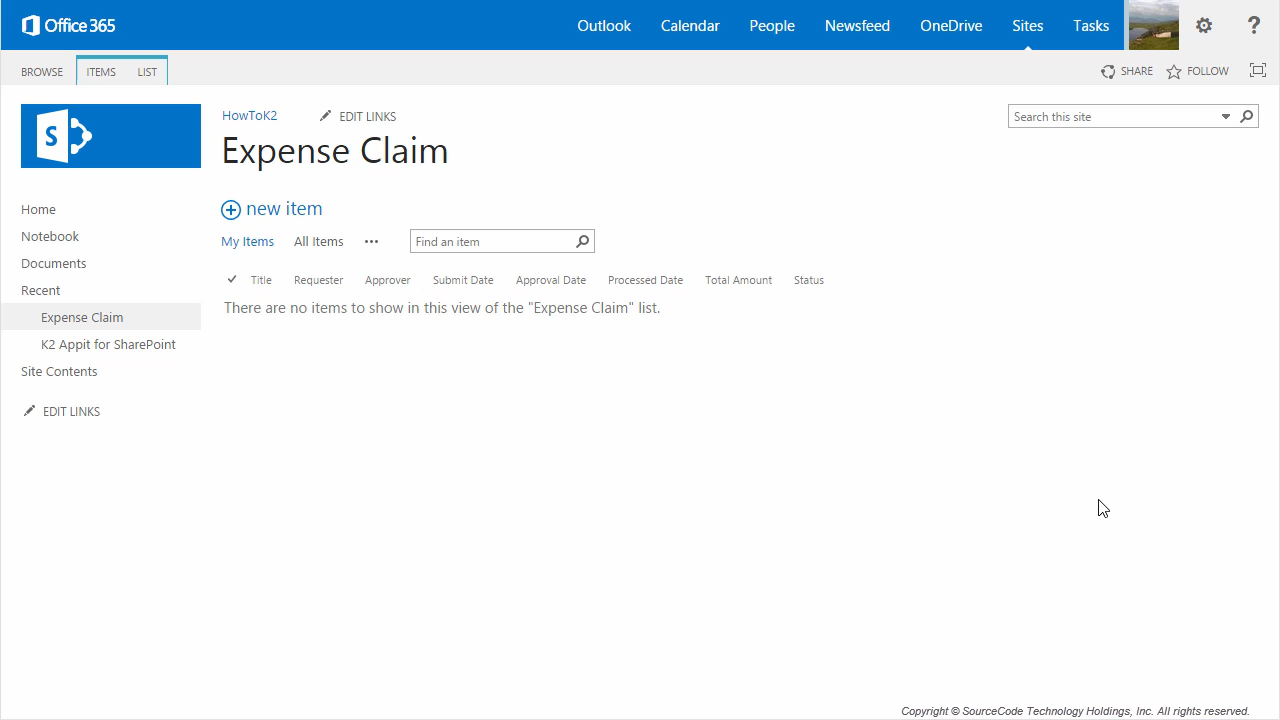 Office 365
Outlook Calendar People Newsfeed OneDrive Sites Tasks ?
BROWSE ITEMS LIST SHARE FOLLOW
S
HowToK2 EDIT LINKS
Search this site
Expense Claim
new item
My Items All Items ••• Find an item
Title Requester Approver Submit Date Approval Date Processed Date Total Amount Status
There are no items to show in this view of the "Expense Claim" list.
Home
Notebook
Documents
Recent
Expense Claim
K2 Appit for SharePoint
Site Contents
EDIT LINKS
Copyright © SourceCode Technology Holdings, Inc. All rights reserved.